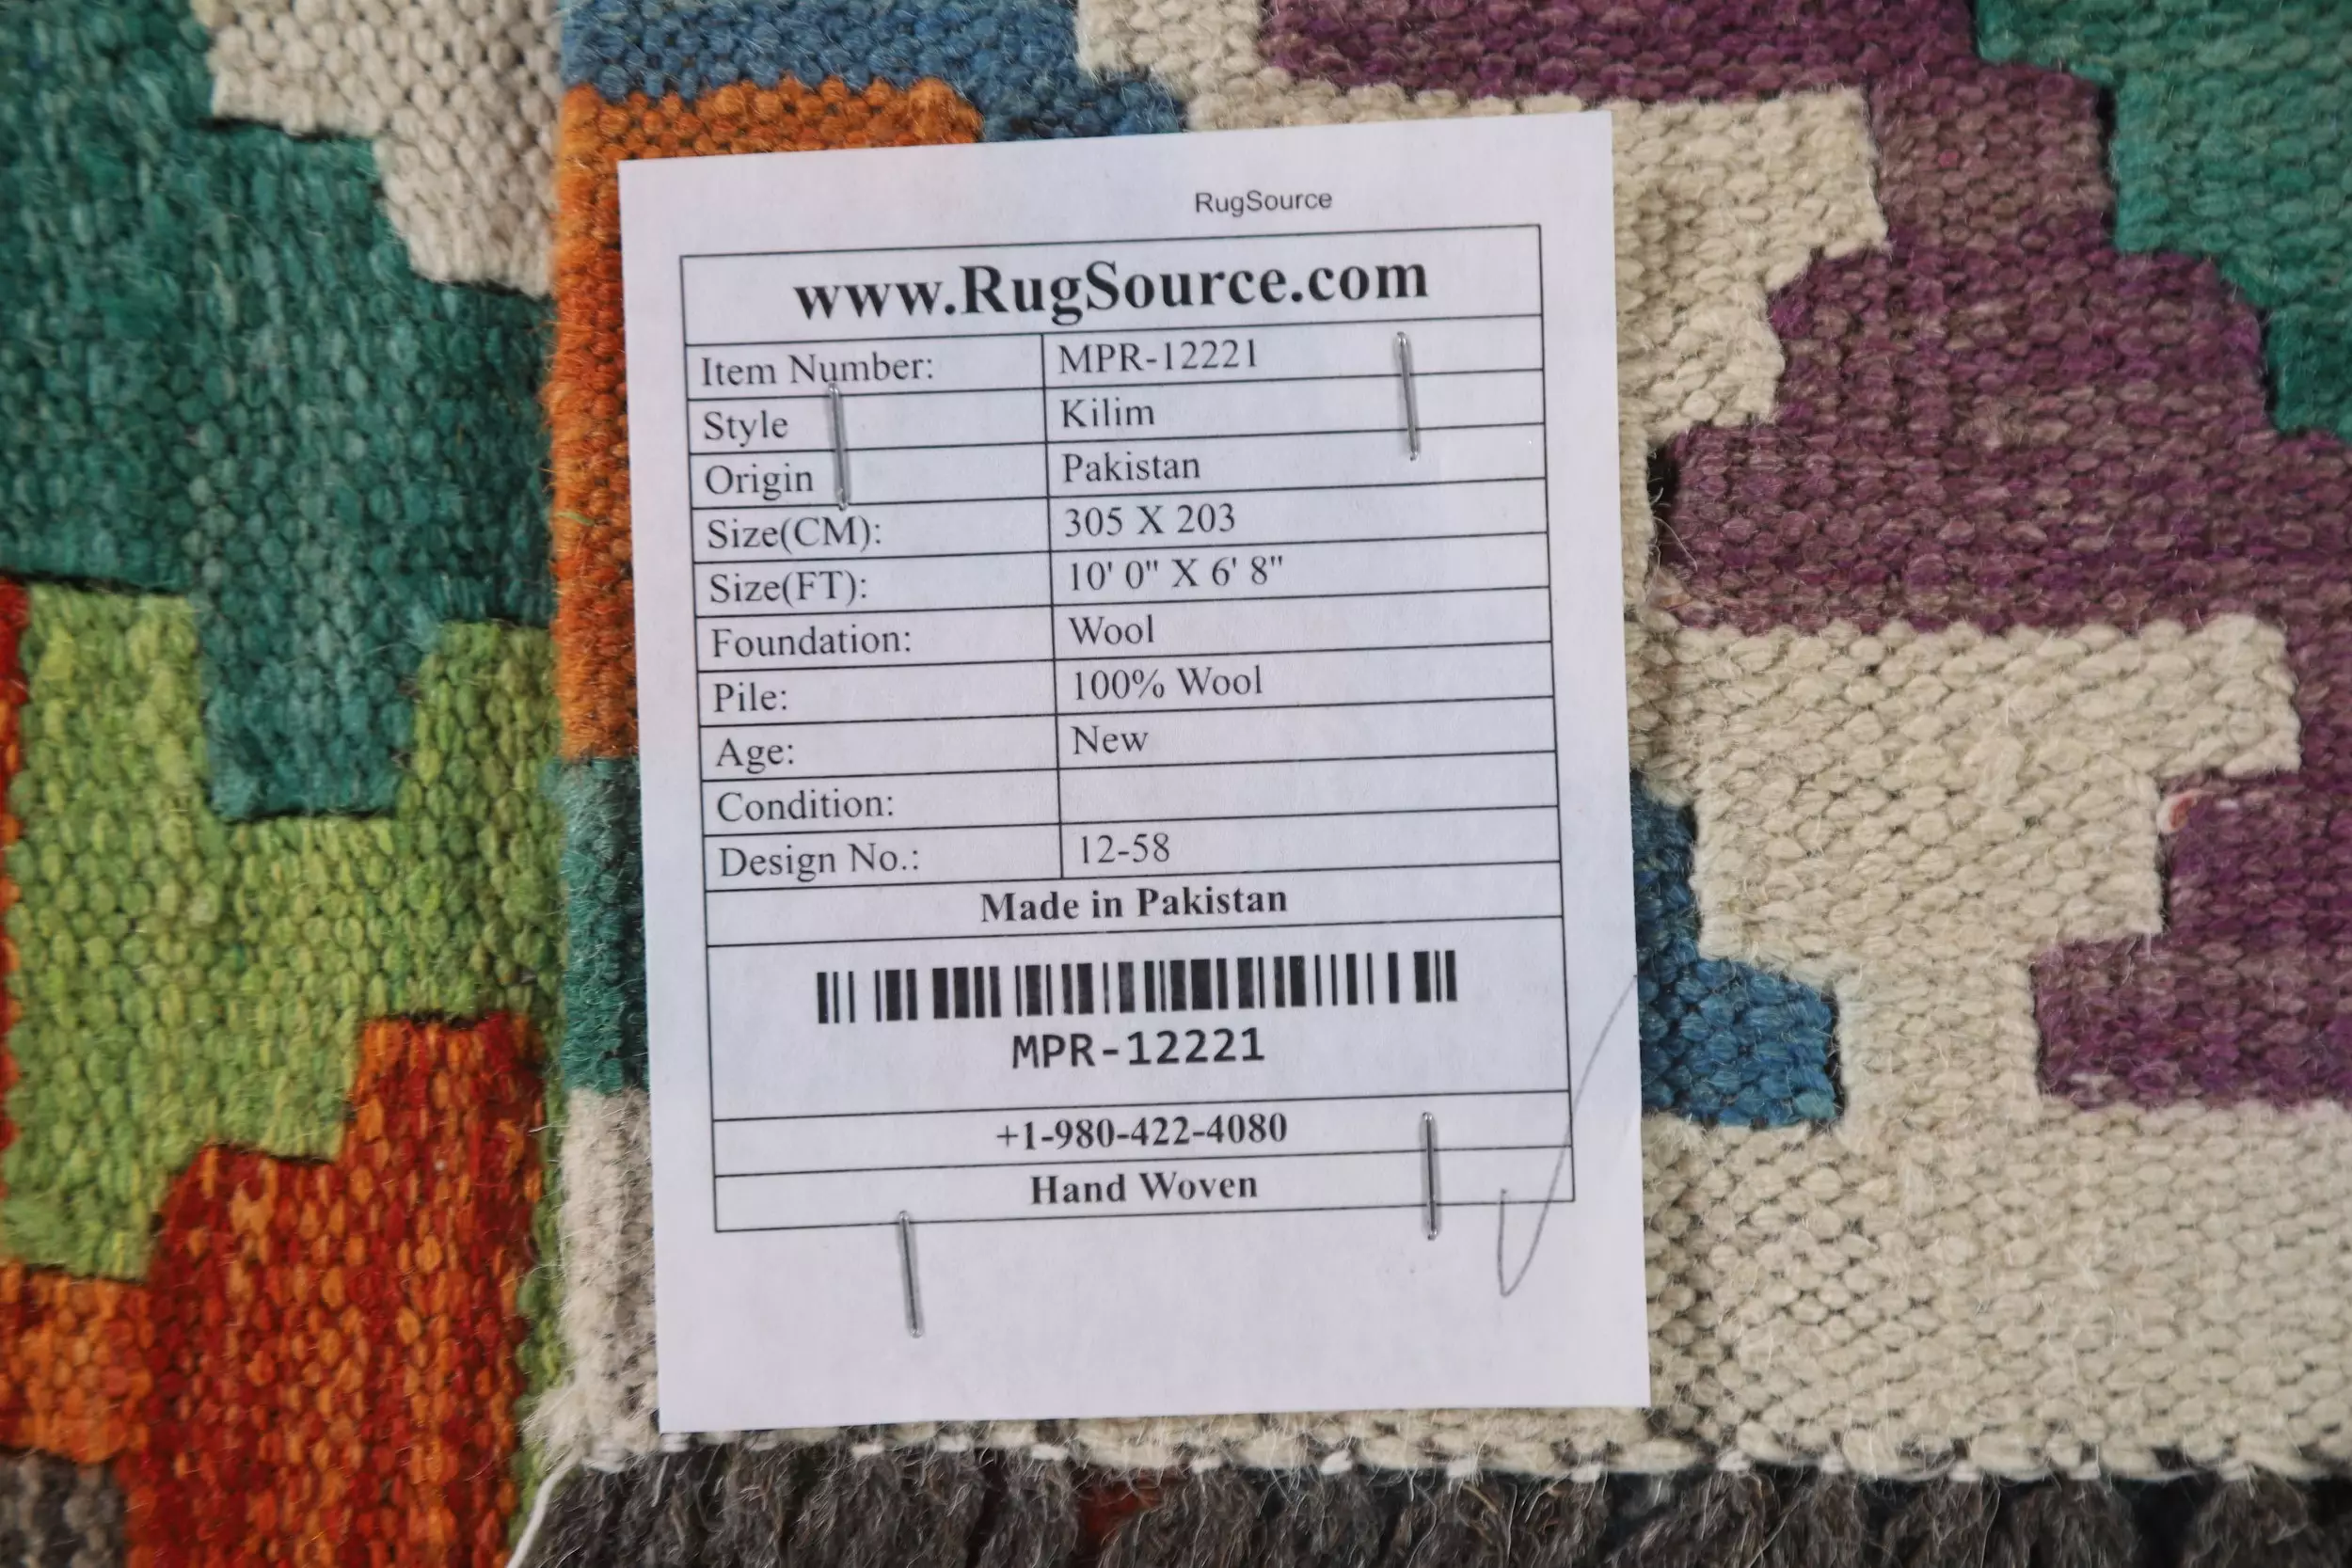 RugSource
www.RugSource.com
Item Number: MPR-12221
Style Kilim
Origin Pakistan
Size(CM): 305 X 203
Size(FT): 10' 0" X 6' 8"
Foundation: Wool
Pile: 100% Wool
Age: New
Condition:
Design No.: 12-58
Made in Pakistan
MPR-12221
+1-980-422-4080
Hand Woven